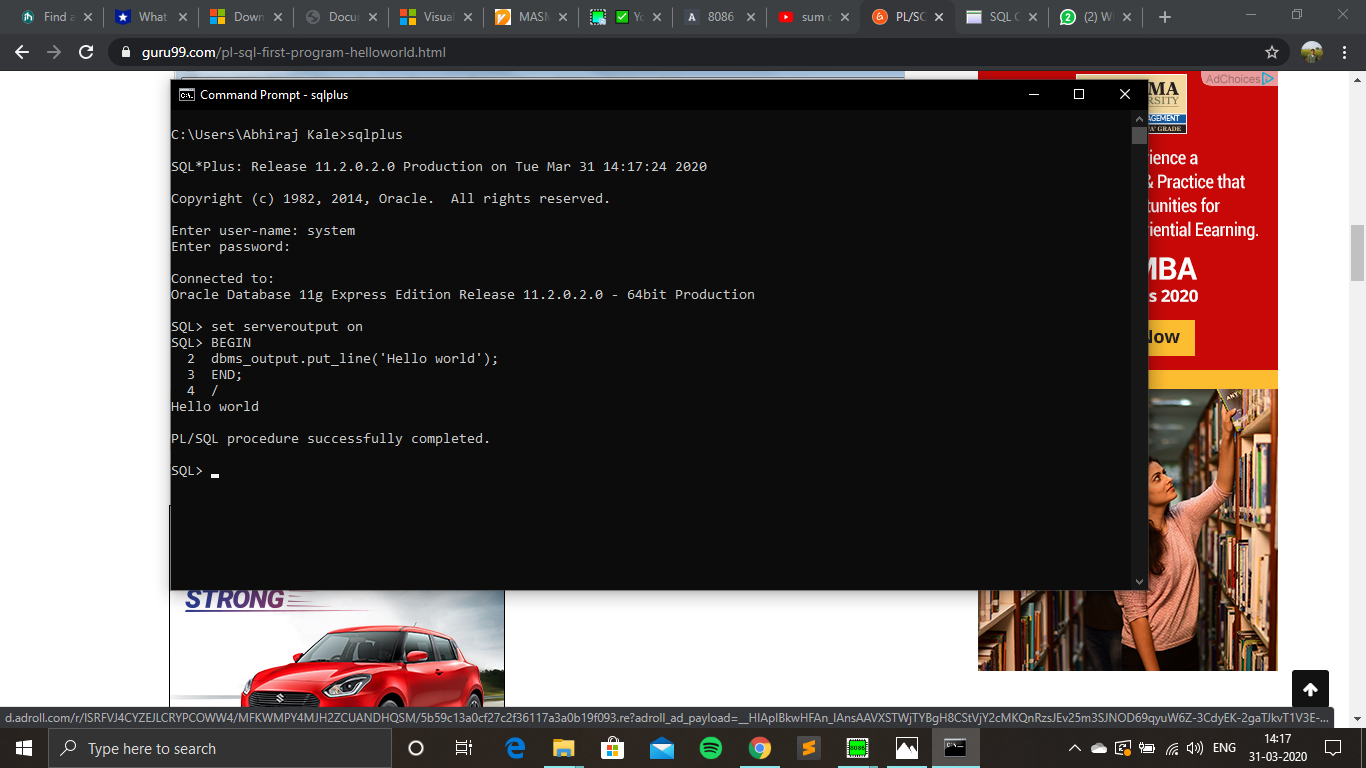 Find a
What
Down
Docu
Visual
MASM
Yo
8086
sum o
PL/SQ
SQL C
(2) W
guru99.com/pl-sql-first-program-helloworld.html
AdChoices
Command Prompt - sqlplus
C:\Users\Abhiraj Kale>sqlplus
SQL*Plus: Release 11.2.0.2.0 Production on Tue Mar 31 14:17:24 2020
Copyright (c) 1982, 2014, Oracle.  All rights reserved.
Enter user-name: system
Enter password:
Connected to:
Oracle Database 11g Express Edition Release 11.2.0.2.0 - 64bit Production
SQL> set serveroutput on
SQL> BEGIN
  2  dbms_output.put_line('Hello world');
  3  END;
  4  /
Hello world
PL/SQL procedure successfully completed.
SQL>
MA
ERSITY
AGEMENT
W GRADE
ience a
& Practice that
tunities for
iential Eearning.
MBA
s 2020
Now
STRONG
d.adroll.com/r/ISRFVJ4CYZEJLCRYPCOWW4/MFKWMPY4MJH2ZCUANDHQSM/5b59c13a0cf27c2f36117a3a0b19f093.re?adroll_ad_payload=__HIApIBkwHFAn_IAnsAAVXSTWjTYBgH8CStVjY2cMKQnRzsJEv25m3SJNOD69qyuW6Z-3CdyEK-2gaTJkvT1V3E-...
Type here to search
8086
ENG
14:17
31-03-2020